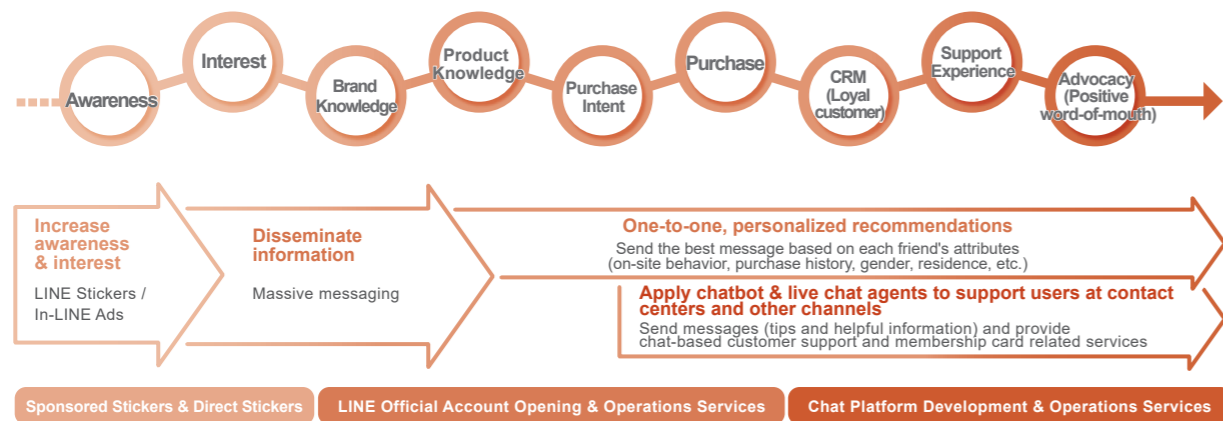 Awareness
Interest
Brand
Knowledge
Product
Knowledge
Purchase
Intent
Purchase
CRM
(Loyal
customer)
Support
Experience
Advocacy
(Positive
word-of-mouth)
Increase
awareness
& interest
LINE Stickers /
In-LINE Ads
Disseminate
information
Massive messaging
One-to-one, personalized recommendations
Send the best message based on each friend's attributes
(on-site behavior, purchase history, gender, residence, etc.)
Apply chatbot & live chat agents to support users at contact
centers and other channels
Send messages (tips and helpful information) and provide
chat-based customer support and membership card related services
Sponsored Stickers & Direct Stickers
LINE Official Account Opening & Operations Services
Chat Platform Development & Operations Services